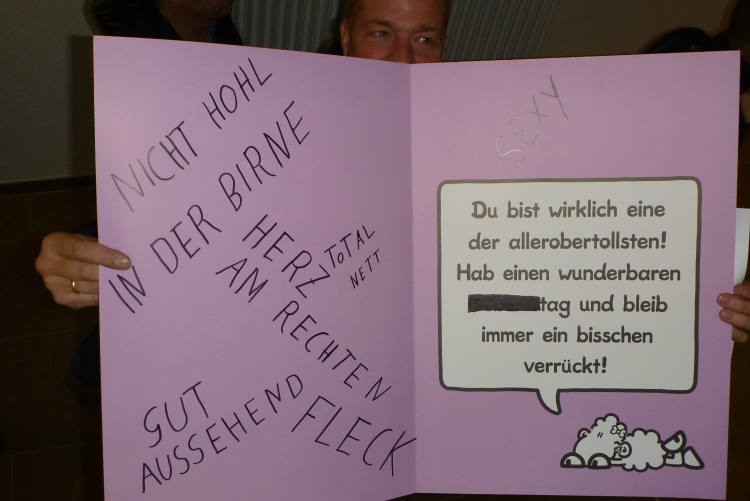 NICHT HOHL
IN DER BIRNE
HERZ
AM RECHTEN
FLECK
TOTAL
NETT
GUT
AUSSEHEND
SEXY
Du bist wirklich eine
der allerobertollsten!
Hab einen wunderbaren
tag und bleib
immer ein bisschen
verrückt!